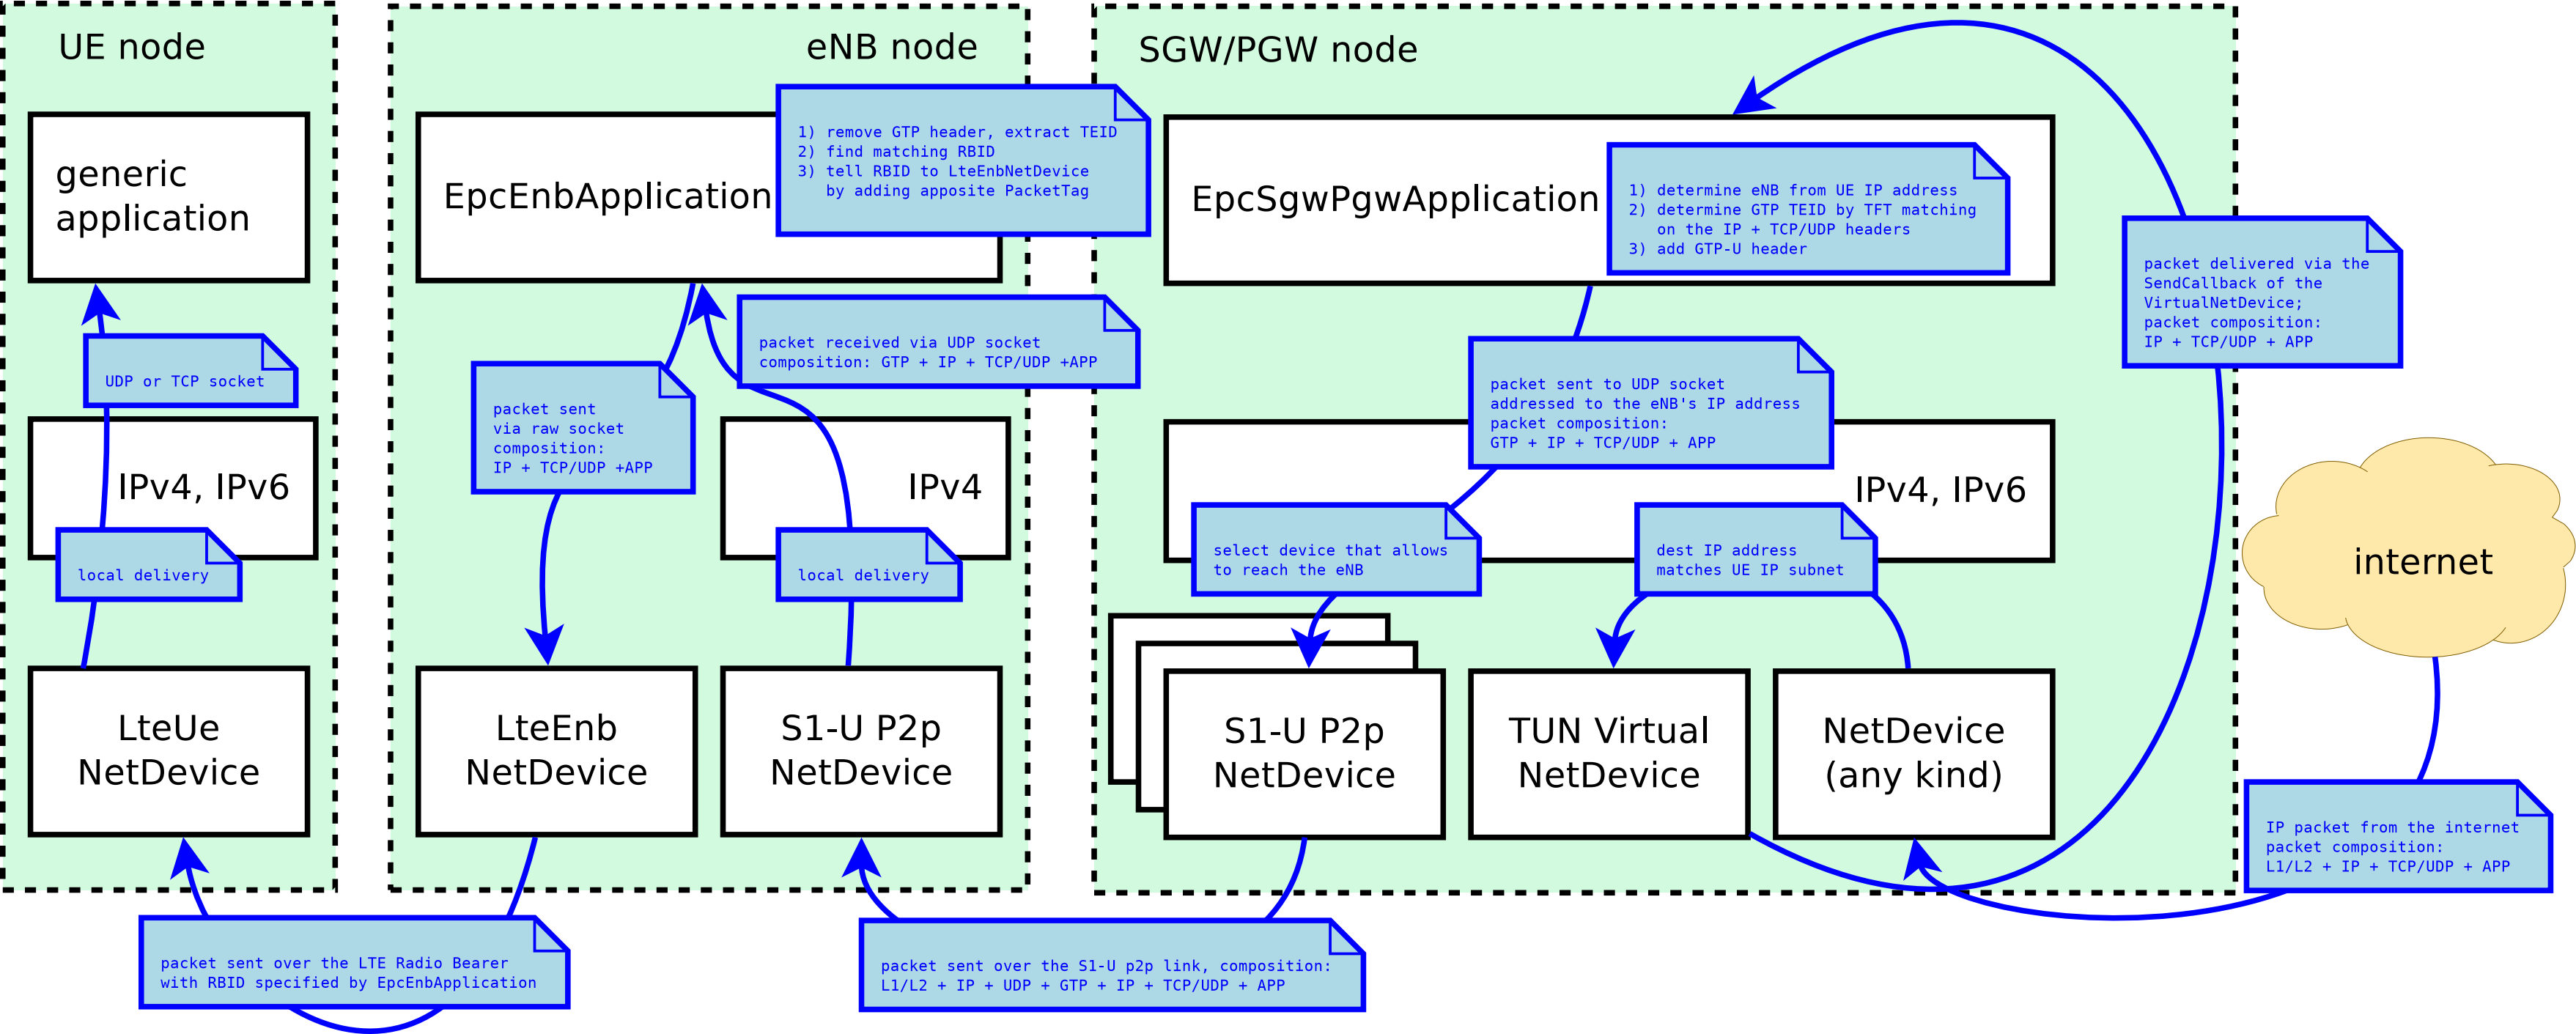 UE node
generic
application
UDP or TCP socket
IPv4, IPv6
local delivery
LteUe
NetDevice
packet sent over the LTE Radio Bearer
with RBID specified by EpcEnbApplication
eNB node
EpcEnbApplication
1) remove GTP header, extract TEID
2) find matching RBID
3) tell RBID to LteEnbNetDevice
by adding apposite PacketTag
packet received via UDP socket
composition: GTP + IP + TCP/UDP +APP
packet sent
via raw socket
composition:
IP + TCP/UDP +APP
IPv4
local delivery
LteEnb
NetDevice
S1-U P2p
NetDevice
packet sent over the S1-U p2p link, composition:
L1/L2 + IP + UDP + GTP + IP + TCP/UDP + APP
SGW/PGW node
EpcSgwPgwApplication
1) determine eNB from UE IP address
2) determine GTP TEID by TFT matching
on the IP + TCP/UDP headers
3) add GTP-U header
packet sent to UDP socket
addressed to the eNB's IP address
packet composition:
GTP + IP + TCP/UDP + APP
IPv4, IPv6
select device that allows
to reach the eNB
dest IP address
matches UE IP subnet
S1-U P2p
NetDevice
TUN Virtual
NetDevice
NetDevice
(any kind)
packet delivered via the
SendCallback of the
VirtualNetDevice;
packet composition:
IP + TCP/UDP + APP
internet
IP packet from the internet
packet composition:
L1/L2 + IP + TCP/UDP + APP